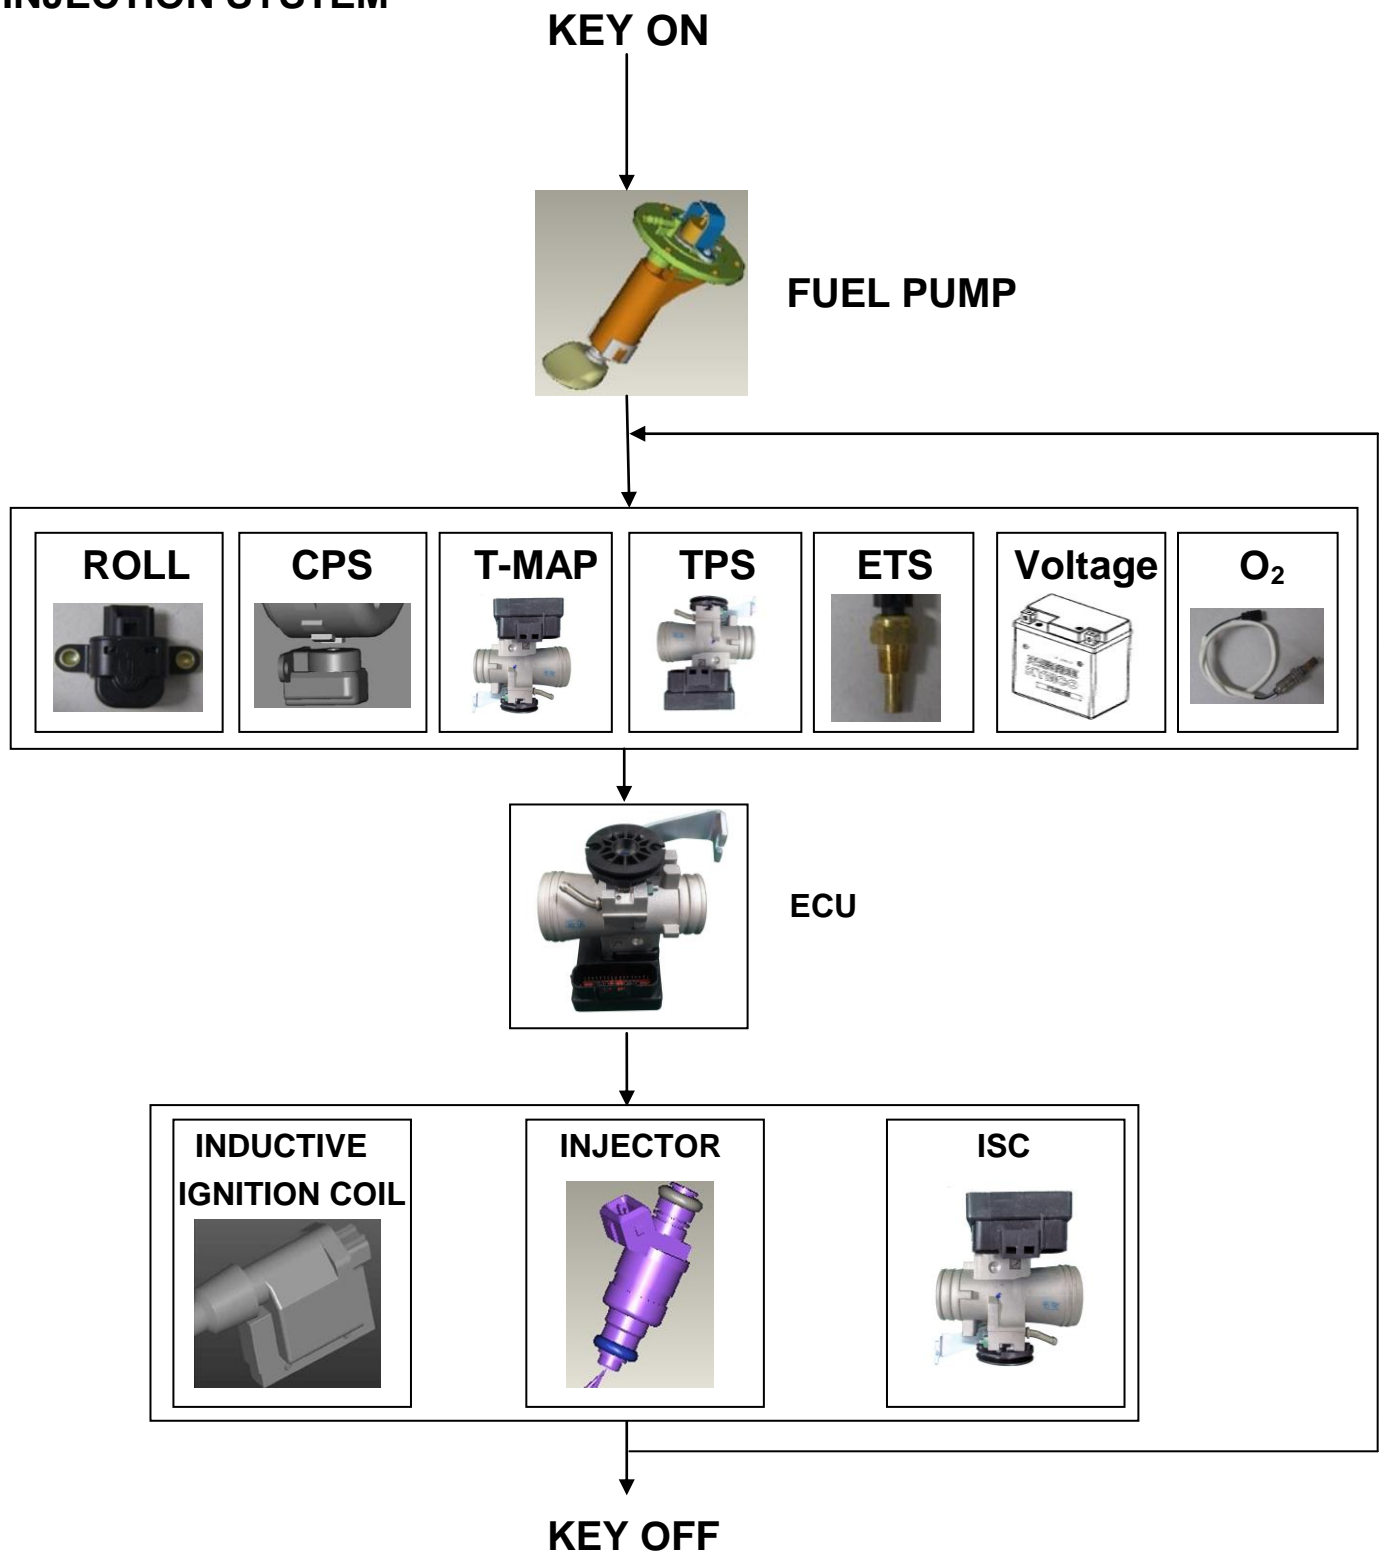 INJECTION SYSTEM
KEY ON
FUEL PUMP
ROLL
CPS
T-MAP
TPS
ETS
Voltage
O₂
KYMCO
ECU
INDUCTIVE
IGNITION COIL
INJECTOR
ISC
KEY OFF